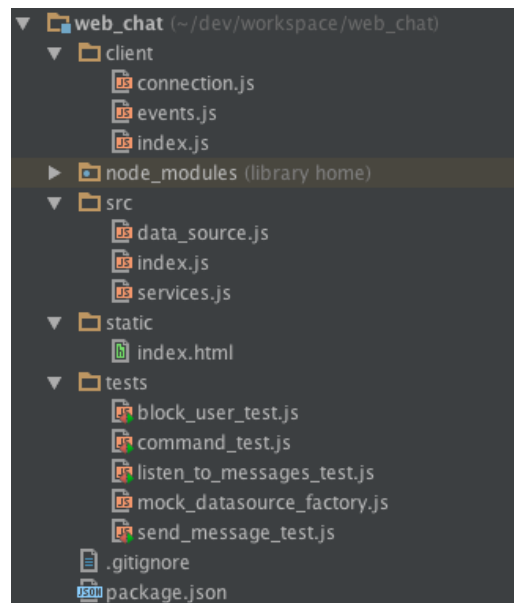 web_chat (~/dev/workspace/web_chat)
client
connection.js
events.js
index.js
node_modules (library home)
src
data_source.js
index.js
services.js
static
index.html
tests
block_user_test.js
command_test.js
listen_to_messages_test.js
mock_datasource_factory.js
send_message_test.js
.gitignore
package.json